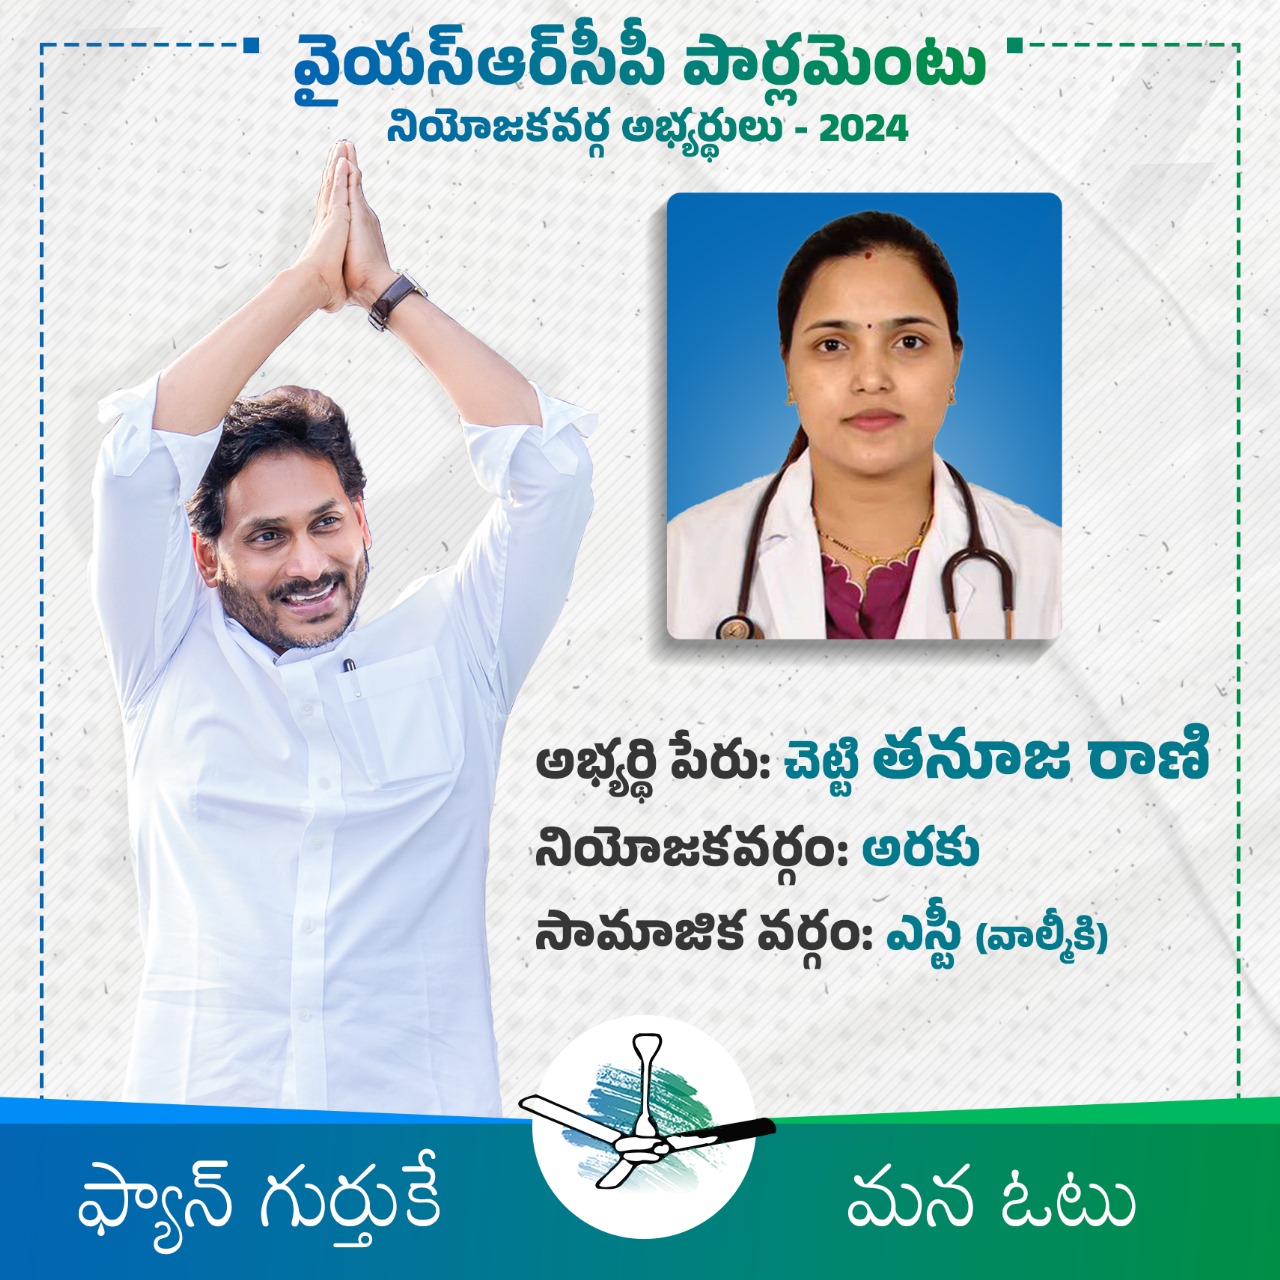 వైయస్ఆర్‌సీపీ పార్లమెంటు
నియోజకవర్గ అభ్యర్థులు - 2024
అభ్యర్థి పేరు: చెట్టి తనూజ రాణి
నియోజకవర్గం: అరకు
సామాజిక వర్గం: ఎస్టీ (వాల్మీకి)
ఫ్యాన్ గుర్తుకే మన ఓటు